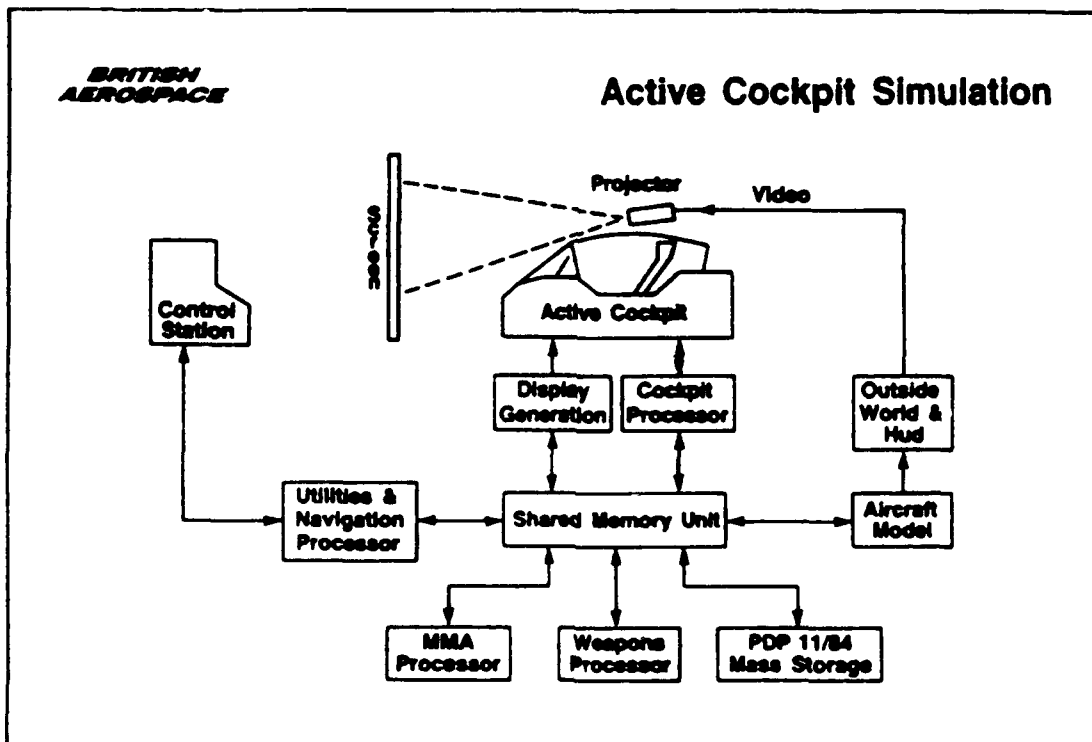 BRITISH
AEROSPACE
Active Cockpit Simulation
Projector
Video
Screen
Control
Station
Active Cockpit
Display
Generation
Cockpit
Processor
Outside
World &
Hud
Utilities &
Navigation
Processor
Shared Memory Unit
Aircraft
Model
MMA
Processor
Weapons
Processor
PDP 11/84
Mass Storage